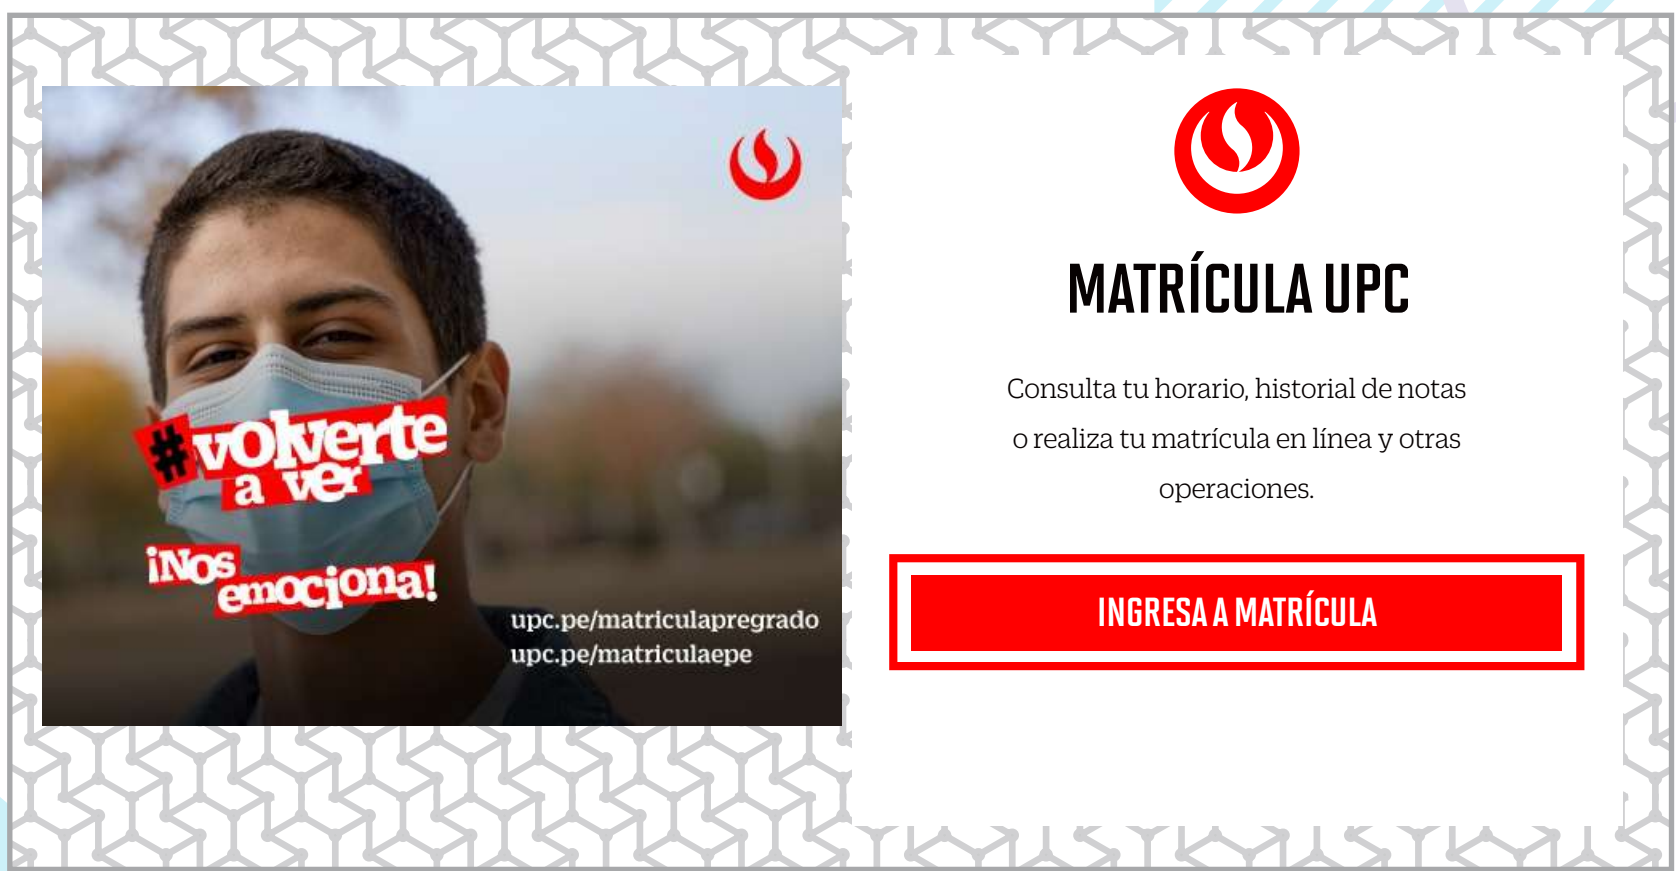 #volverte
a ver
¡Nos
emociona!
upc.pe/matriculapregrado
upc.pe/matriculaepe
MATRÍCULA UPC
Consulta tu horario, historial de notas
o realiza tu matrícula en línea y otras
operaciones.
INGRESA A MATRÍCULA